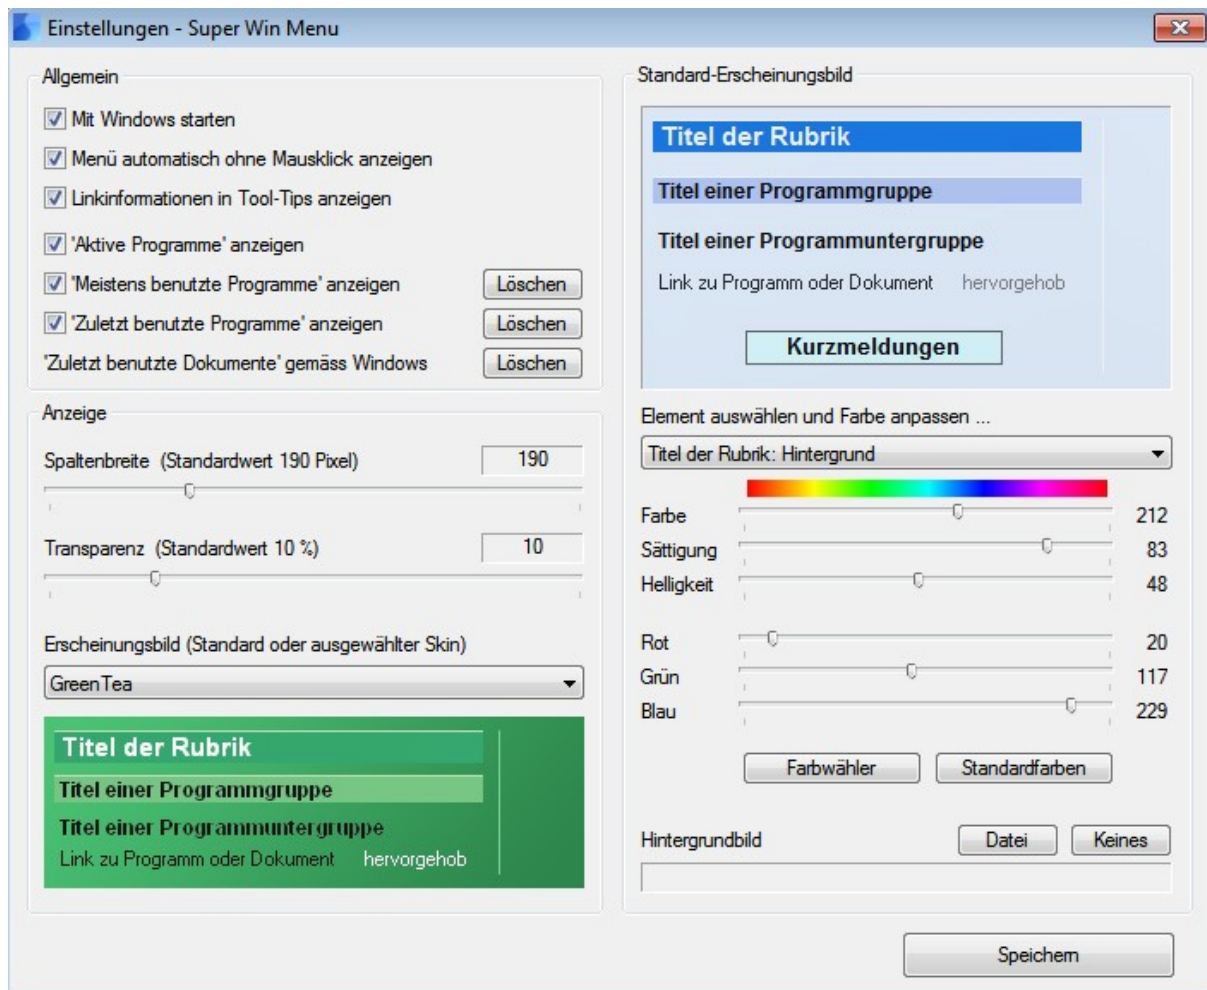 Einstellungen - Super Win Menu
Allgemein
Mit Windows starten
Menü automatisch ohne Mausklick anzeigen
Linkinformationen in Tool-Tips anzeigen
'Aktive Programme' anzeigen
'Meistens benutzte Programme' anzeigen Löschen
'Zuletzt benutzte Programme' anzeigen Löschen
'Zuletzt benutzte Dokumente' gemäss Windows Löschen
Anzeige
Spaltenbreite (Standardwert 190 Pixel) 190
Transparenz (Standardwert 10 %) 10
Erscheinungsbild (Standard oder ausgewählter Skin)
GreenTea
Titel der Rubrik
Titel einer Programmgruppe
Titel einer Programmuntergruppe
Link zu Programm oder Dokument hervorgehob
Standard-Erscheinungsbild
Titel der Rubrik
Titel einer Programmgruppe
Titel einer Programmuntergruppe
Link zu Programm oder Dokument hervorgehob
Kurzmeldungen
Element auswählen und Farbe anpassen ...
Titel der Rubrik: Hintergrund
Farbe 212
Sättigung 83
Helligkeit 48
Rot 20
Grün 117
Blau 229
Farbwähler Standardfarben
Hintergrundbild Datei Keines
Speichern